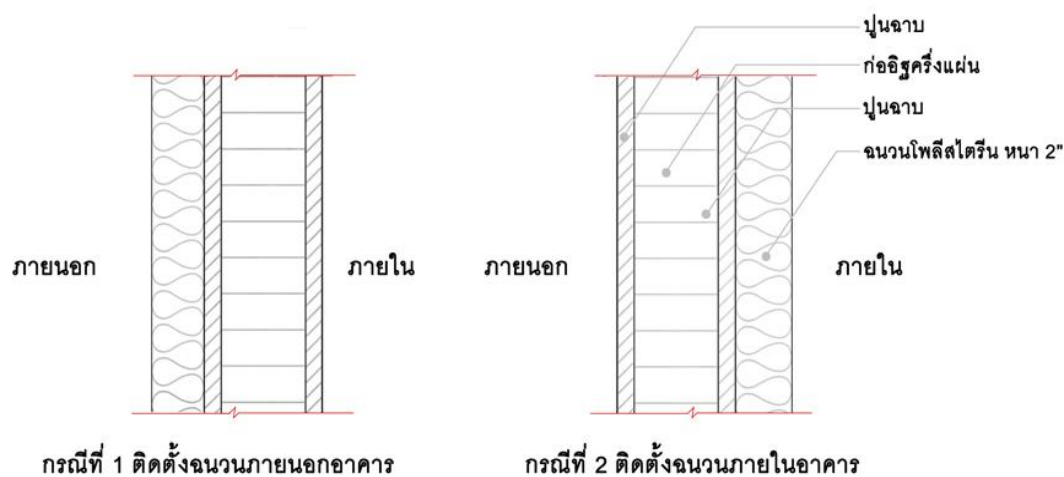 ปูนฉาบ
ก่ออิฐครึ่งแผ่น
ปูนฉาบ
ฉนวนโพลีสไตรีน หนา 2"
ภายนอก
ภายใน
ภายนอก
ภายใน
กรณีที่ 1 ติดตั้งฉนวนภายนอกอาคาร
กรณีที่ 2 ติดตั้งฉนวนภายในอาคาร